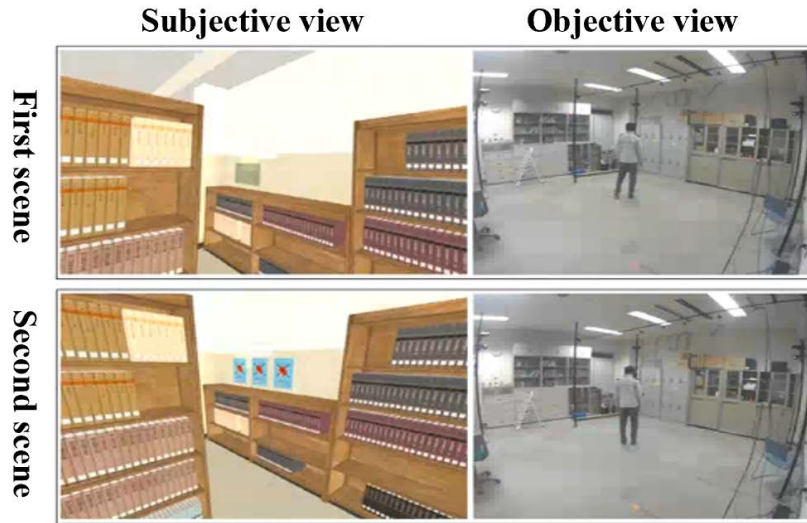 Subjective view
Objective view
First scene
Second scene